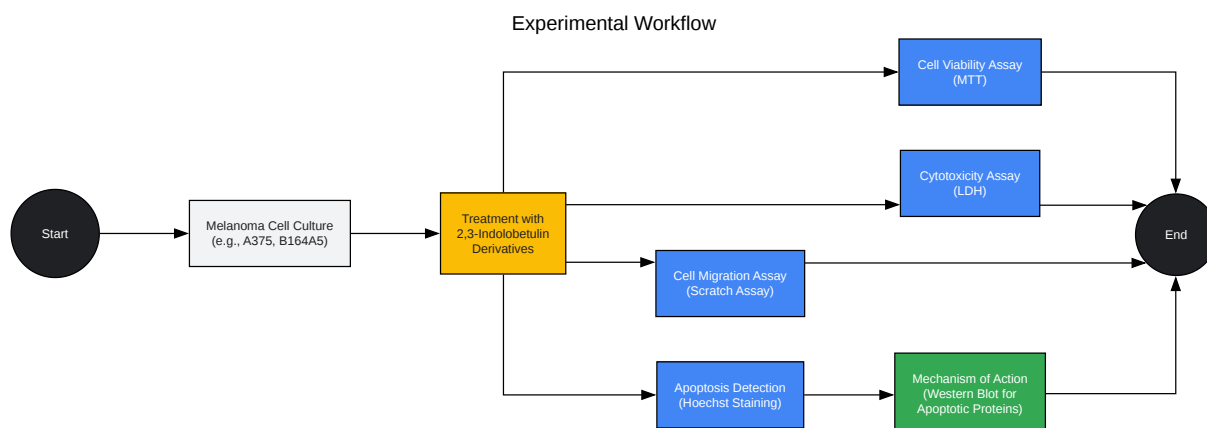 Experimental Workflow
Start
Melanoma Cell Culture
(e.g., A375, B164A5)
Treatment with
2,3-Indolobetulin
Derivatives
Cell Viability Assay
(MTT)
Cytotoxicity Assay
(LDH)
Cell Migration Assay
(Scratch Assay)
Apoptosis Detection
(Hoechst Staining)
Mechanism of Action
(Western Blot for
Apoptotic Proteins)
End